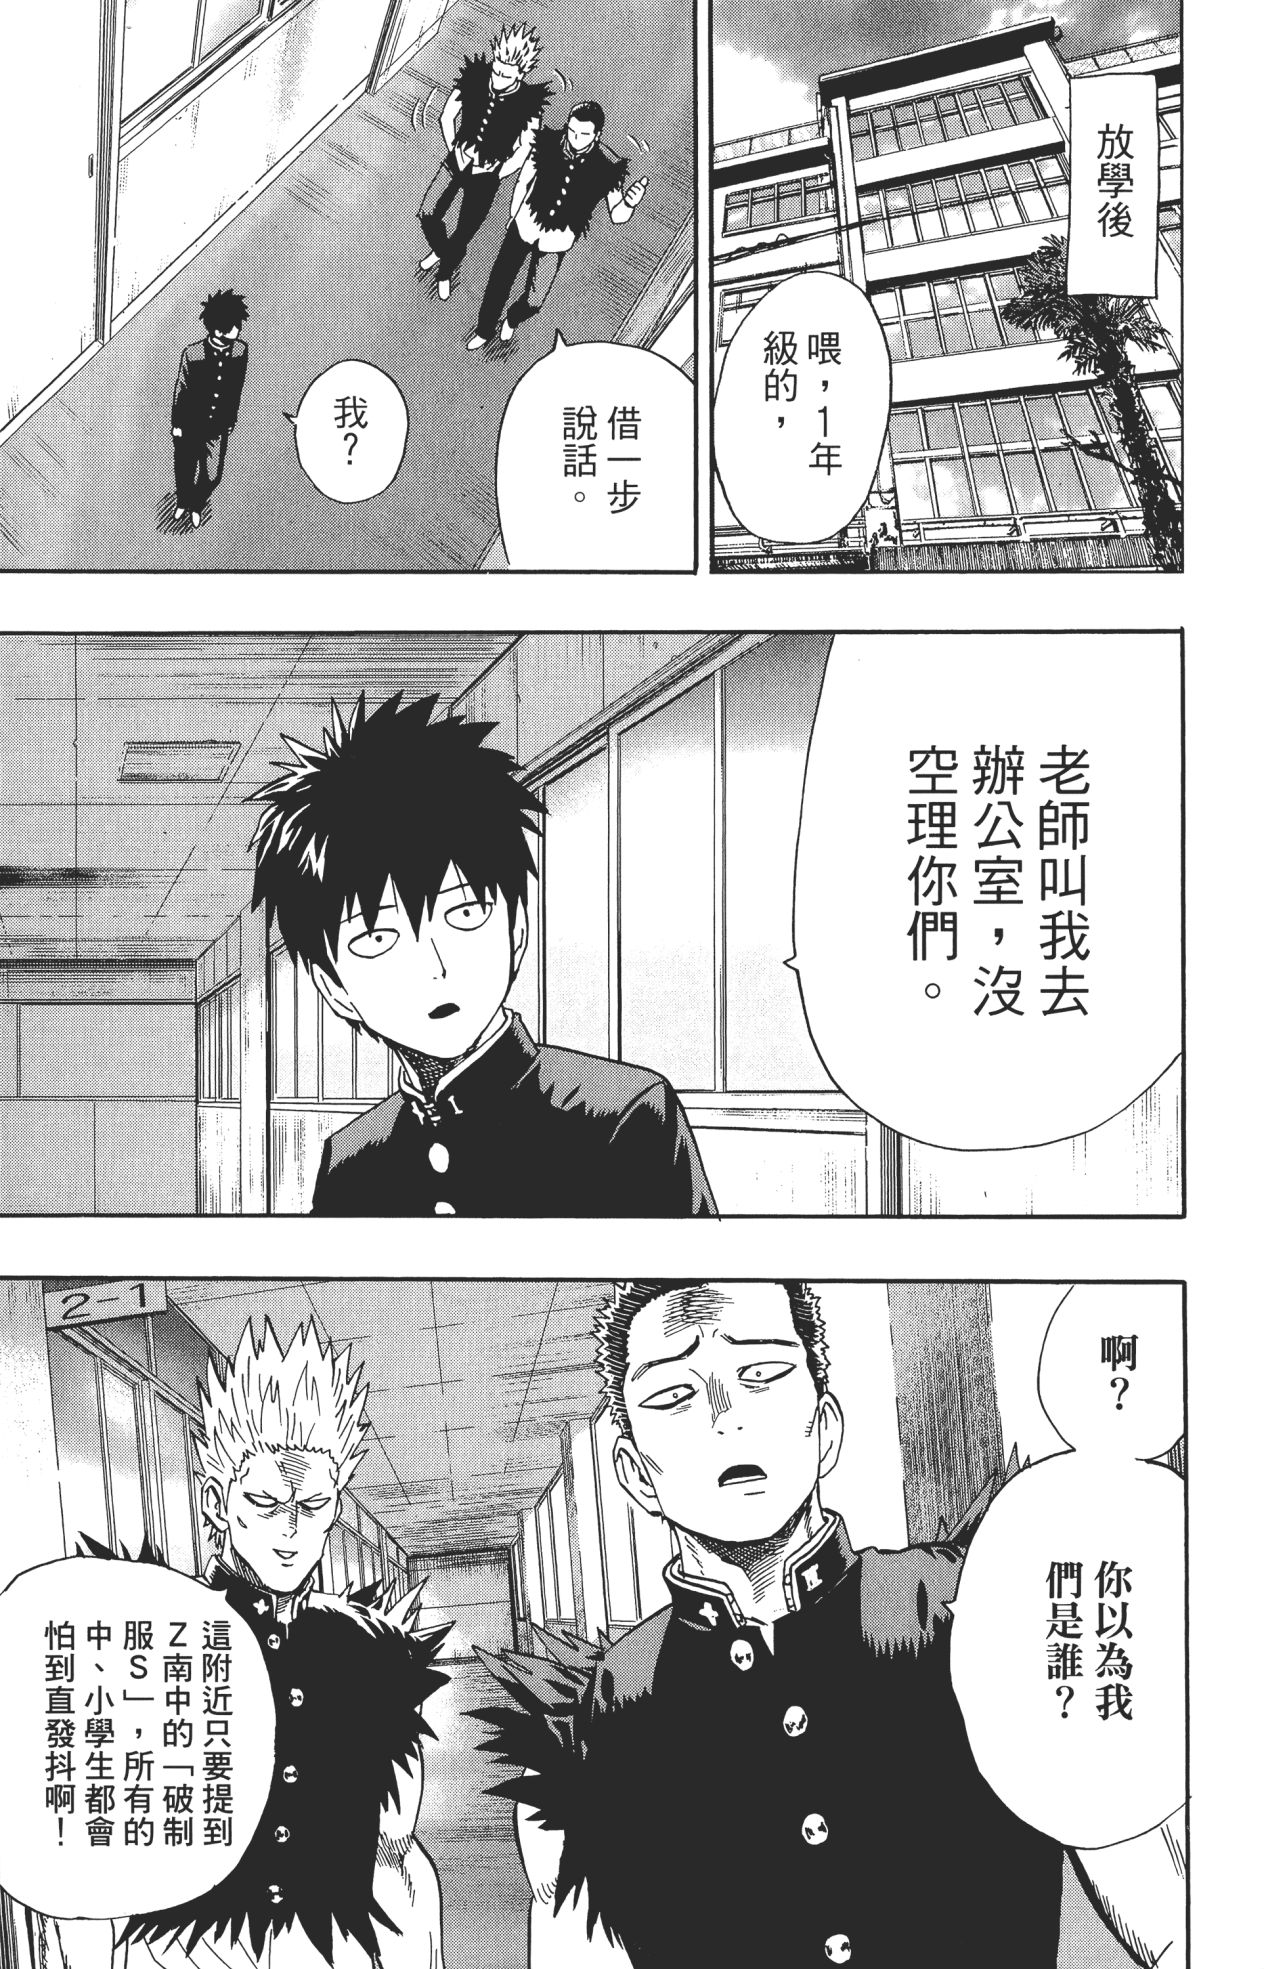 放學後
喂，1年
級的，
借一步
說話。
我？
老師叫我去
辦公室，沒
空理你們。
啊？
你以為我
們是誰？
2-1
這附近只要提到
Z南中的「破制
服S」，所有的
中、小學生都會
怕到直發抖啊！